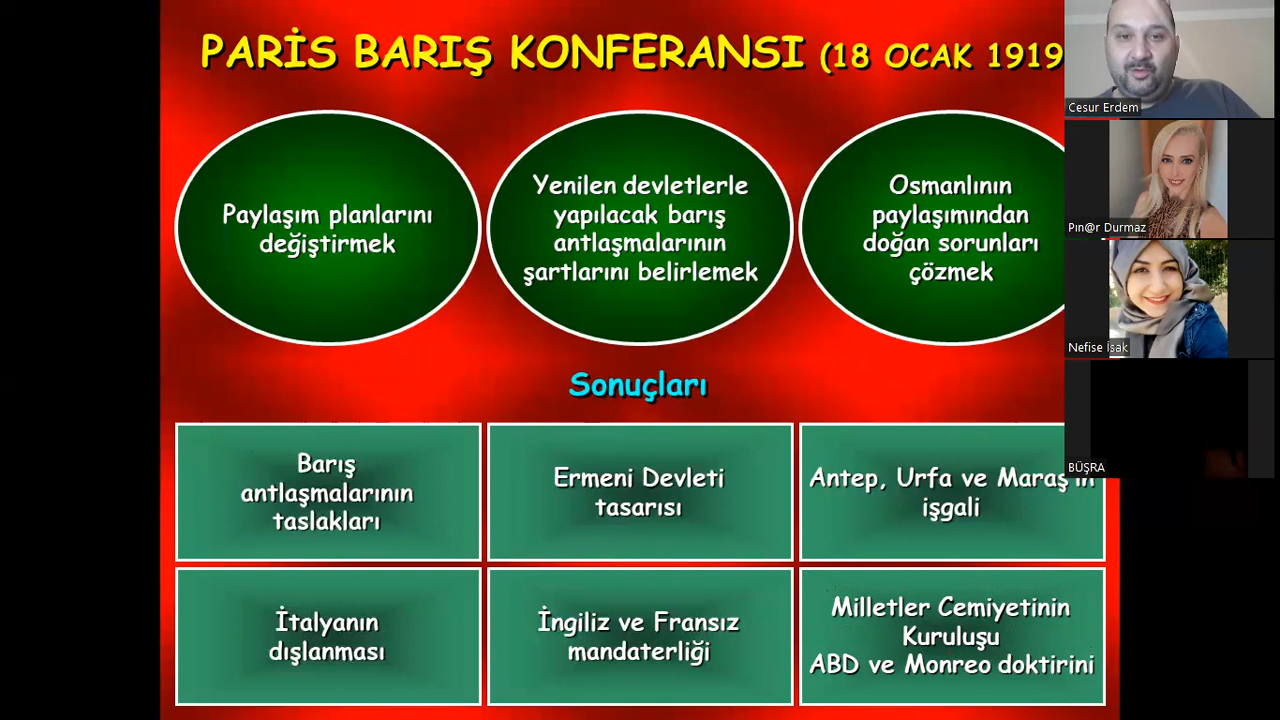 PARİS BARIŞ KONFERANSI (18 OCAK 1919
Paylaşım planlarını
değiştirmek
Yenilen devletlerle
yapılacak barış
antlaşmalarının
şartlarını belirlemek
Osmanlının
paylaşımından
doğan sorunları
çözmek
Sonuçları
Barış
antlaşmalarının
taslakları
Ermeni Devleti
tasarısı
Antep, Urfa ve Maraş'ın
işgali
İtalyanın
dışlanması
İngiliz ve Fransız
mandaterliği
Milletler Cemiyetinin
Kuruluşu
ABD ve Monreo doktirini
Cesur Erdem
Pın@r Durmaz
Nefise İsak
BÜŞRA